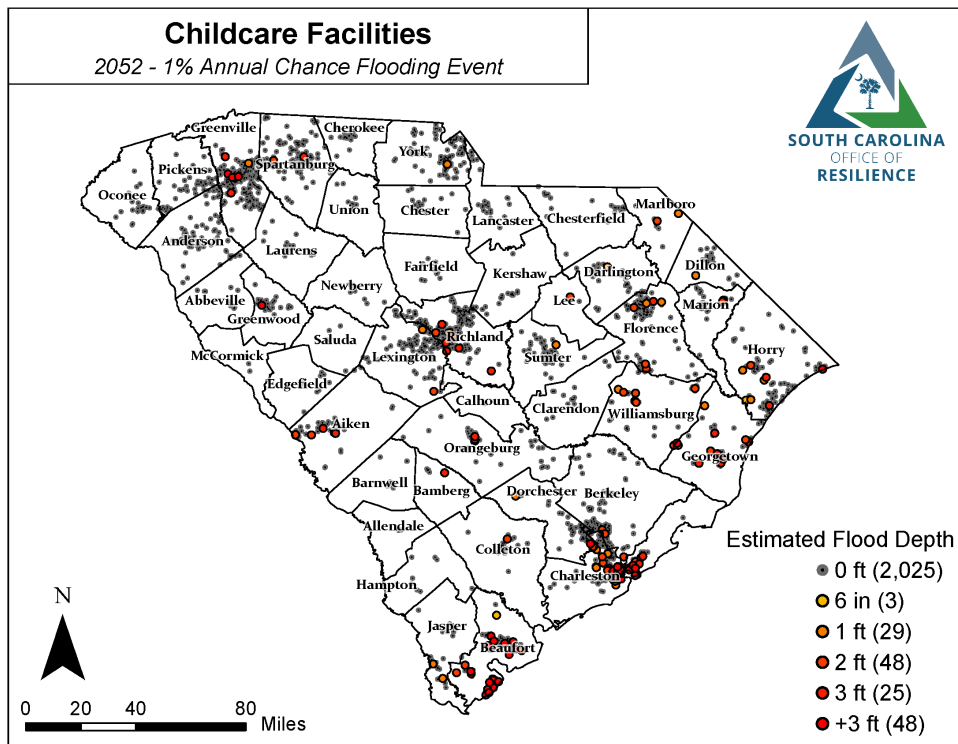 Childcare Facilities
2052 - 1% Annual Chance Flooding Event
SOUTH CAROLINA
OFFICE OF
RESILIENCE
Greenville
Cherokee
York
Pickens
Spartanburg
Oconee
Union
Chester
Lancaster
Chesterfield
Marlboro
Anderson
Laurens
Fairfield
Kershaw
Darlington
Dillon
Abbeville
Newberry
Lee
Marion
Greenwood
Florence
Saluda
Richland
Horry
McCormick
Lexington
Sumter
Edgefield
Calhoun
Clarendon
Williamsburg
Aiken
Orangeburg
Georgetown
Barnwell
Bamberg
Dorchester
Berkeley
Allendale
Colleton
Charleston
Hampton
Jasper
Beaufort
Estimated Flood Depth
0 ft (2,025)
6 in (3)
1 ft (29)
2 ft (48)
3 ft (25)
+3 ft (48)
N
0 20 40 80
Miles